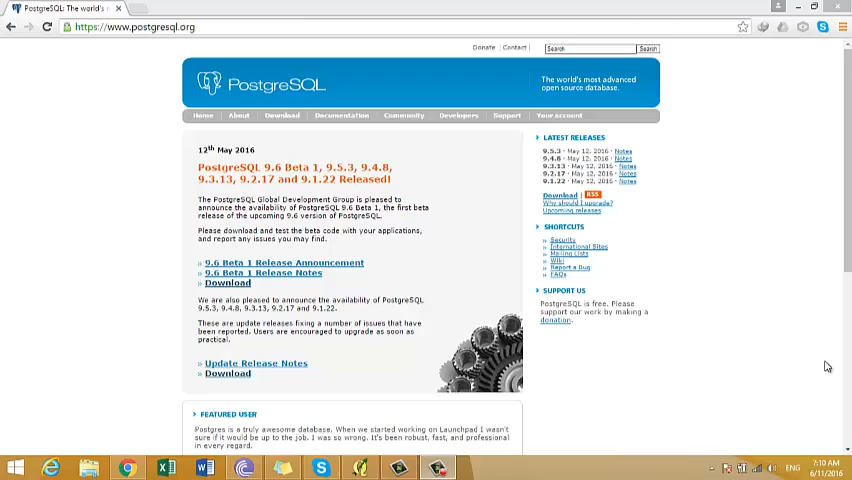 PostgreSQL: The world's n
https://www.postgresql.org
Donate Contact Search Search
PostgreSQL
The world's most advanced
open source database.
Home About Download Documentation Community Developers Support Your account
12th May 2016
PostgreSQL 9.6 Beta 1, 9.5.3, 9.4.8,
9.3.13, 9.2.17 and 9.1.22 Released!
The PostgreSQL Global Development Group is pleased to
announce the availability of PostgreSQL 9.6 Beta 1, the first beta
release of the upcoming 9.6 version of PostgreSQL.
Please download and test the beta code with your applications,
and report any issues you may find.
» 9.6 Beta 1 Release Announcement
» 9.6 Beta 1 Release Notes
» Download
We are also pleased to announce the availability of PostgreSQL
9.5.3, 9.4.8, 9.3.13, 9.2.17 and 9.1.22.
These are update releases fixing a number of issues that have
been reported. Users are encouraged to upgrade as soon as
practical.
» Update Release Notes
» Download
FEATURED USER
Postgres is a truly awesome database. When we started working on Launchpad I wasn't
sure if it would be up to the job. I was so wrong. It's been robust, fast, and professional
in every regard.
LATEST RELEASES
9.5.3 · May 12, 2016 · Notes
9.4.8 · May 12, 2016 · Notes
9.3.13 · May 12, 2016 · Notes
9.2.17 · May 12, 2016 · Notes
9.1.22 · May 12, 2016 · Notes
Download | RSS
Why should I upgrade?
Upcoming releases
SHORTCUTS
» Security
» International Sites
» Mailing Lists
» Wiki
» Report a Bug
» FAQs
SUPPORT US
PostgreSQL is free. Please
support our work by making a
donation.
ENG
7:10 AM
6/11/2016